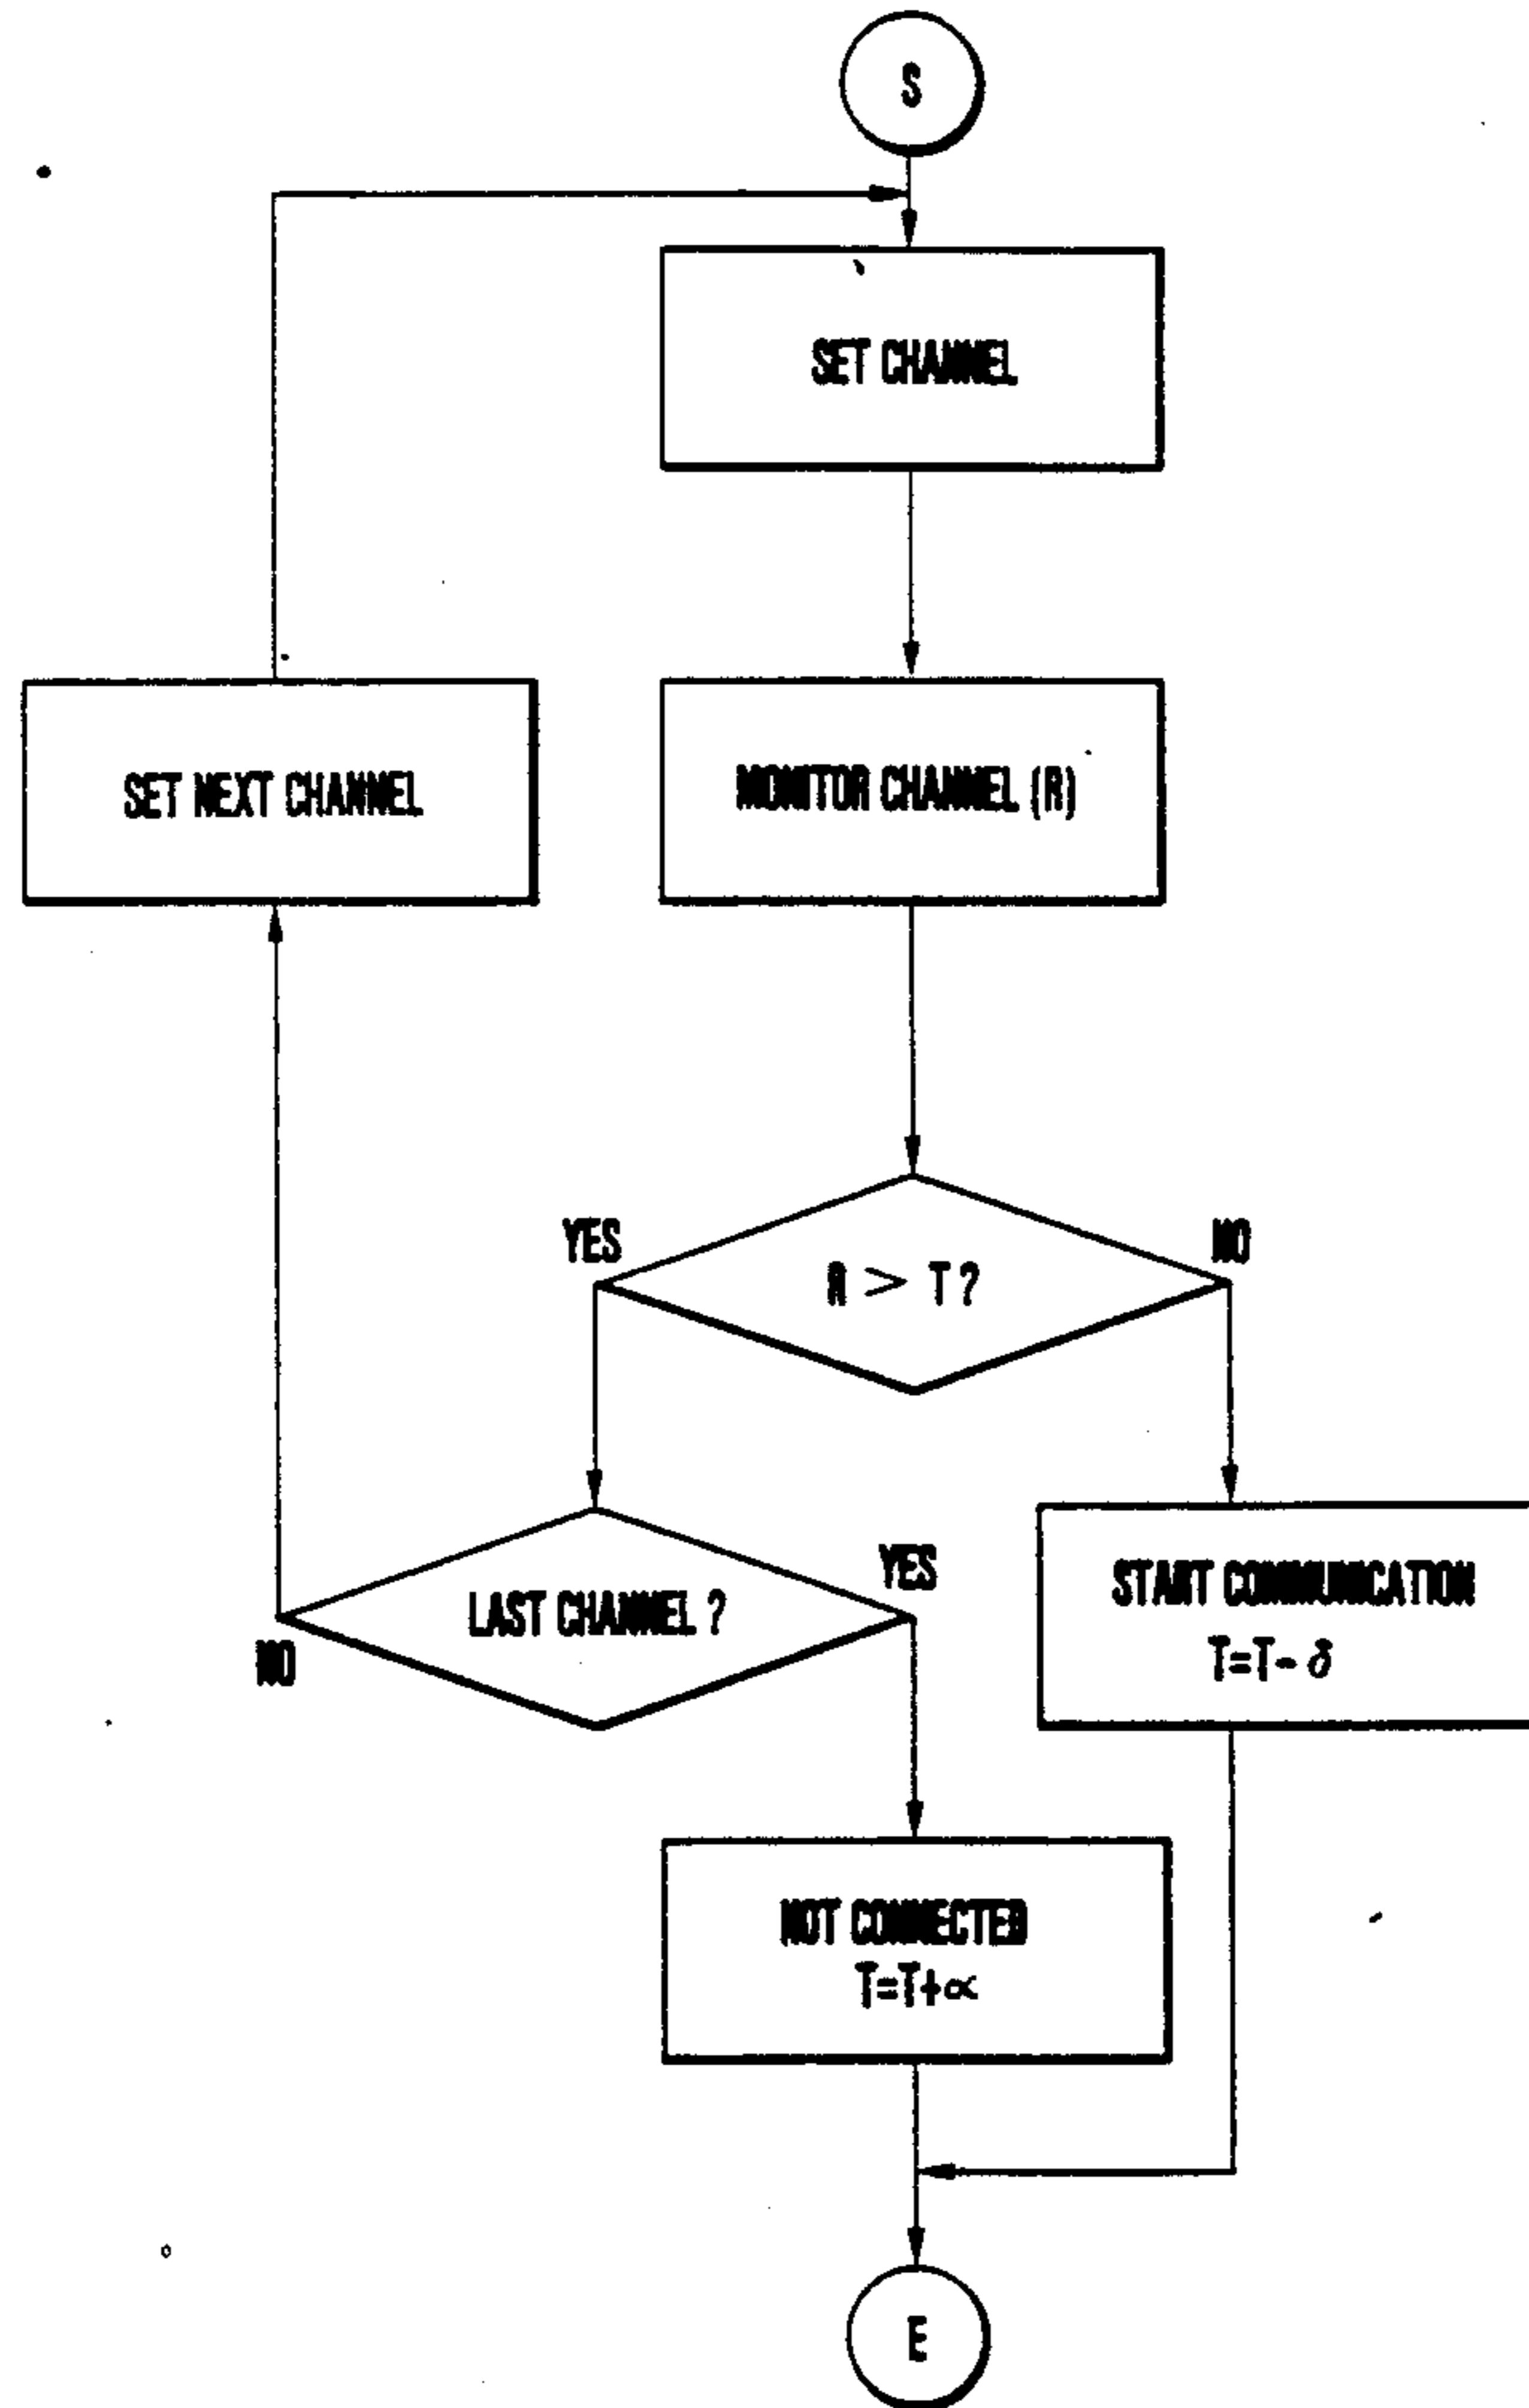 S
SET CHANNEL
SET NEXT CHANNEL
MONITOR CHANNEL (R)
YES
NO
R > T ?
YES
START COMMUNICATION
T=T- δ
LAST CHANNEL ?
NO
NOT CONNECTED
T=T+α
E